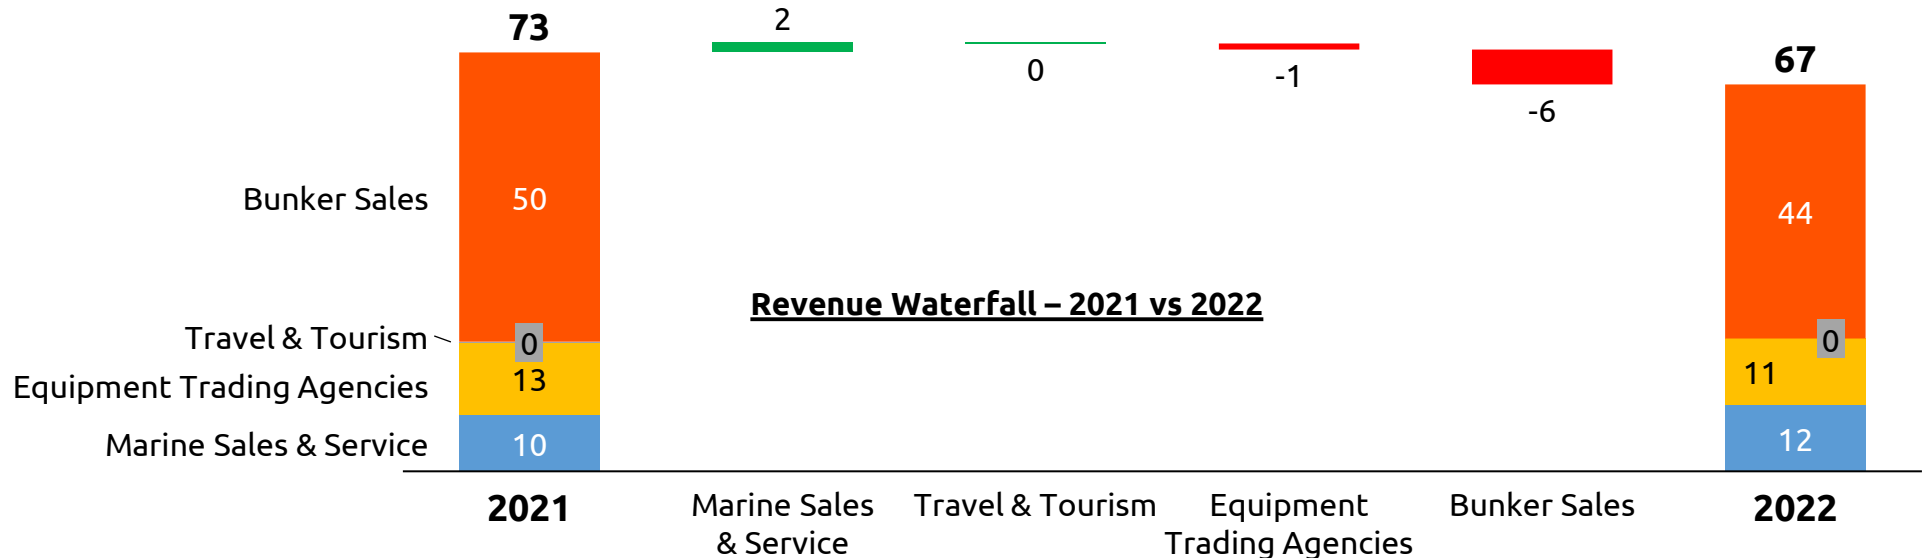 73
2
0
-1
-6
67
Bunker Sales
50
44
Revenue Waterfall – 2021 vs 2022
Travel & Tourism
0
0
Equipment Trading Agencies
13
11
Marine Sales & Service
10
12
2021
Marine Sales
& Service
Travel & Tourism
Equipment
Trading Agencies
Bunker Sales
2022